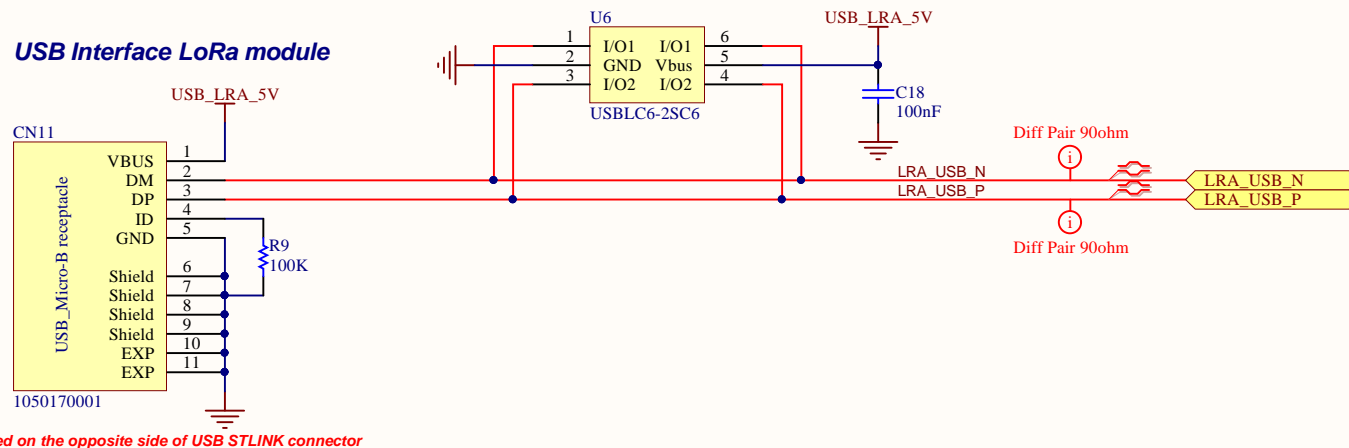 USB Interface LoRa module
USB_LRA_5V
CN11
USB_Micro-B receptacle
VBUS 1
DM 2
DP 3
ID 4
GND 5
Shield 6
Shield 7
Shield 8
Shield 9
EXP 10
EXP 11
1050170001
R9
100K
U6
1 I/O1 I/O1 6
2 GND Vbus 5
3 I/O2 I/O2 4
USBLC6-2SC6
USB_LRA_5V
C18
100nF
Diff Pair 90ohm
i
LRA_USB_N
LRA_USB_P
i
Diff Pair 90ohm
LRA_USB_N
LRA_USB_P
ed on the opposite side of USB STLINK connector